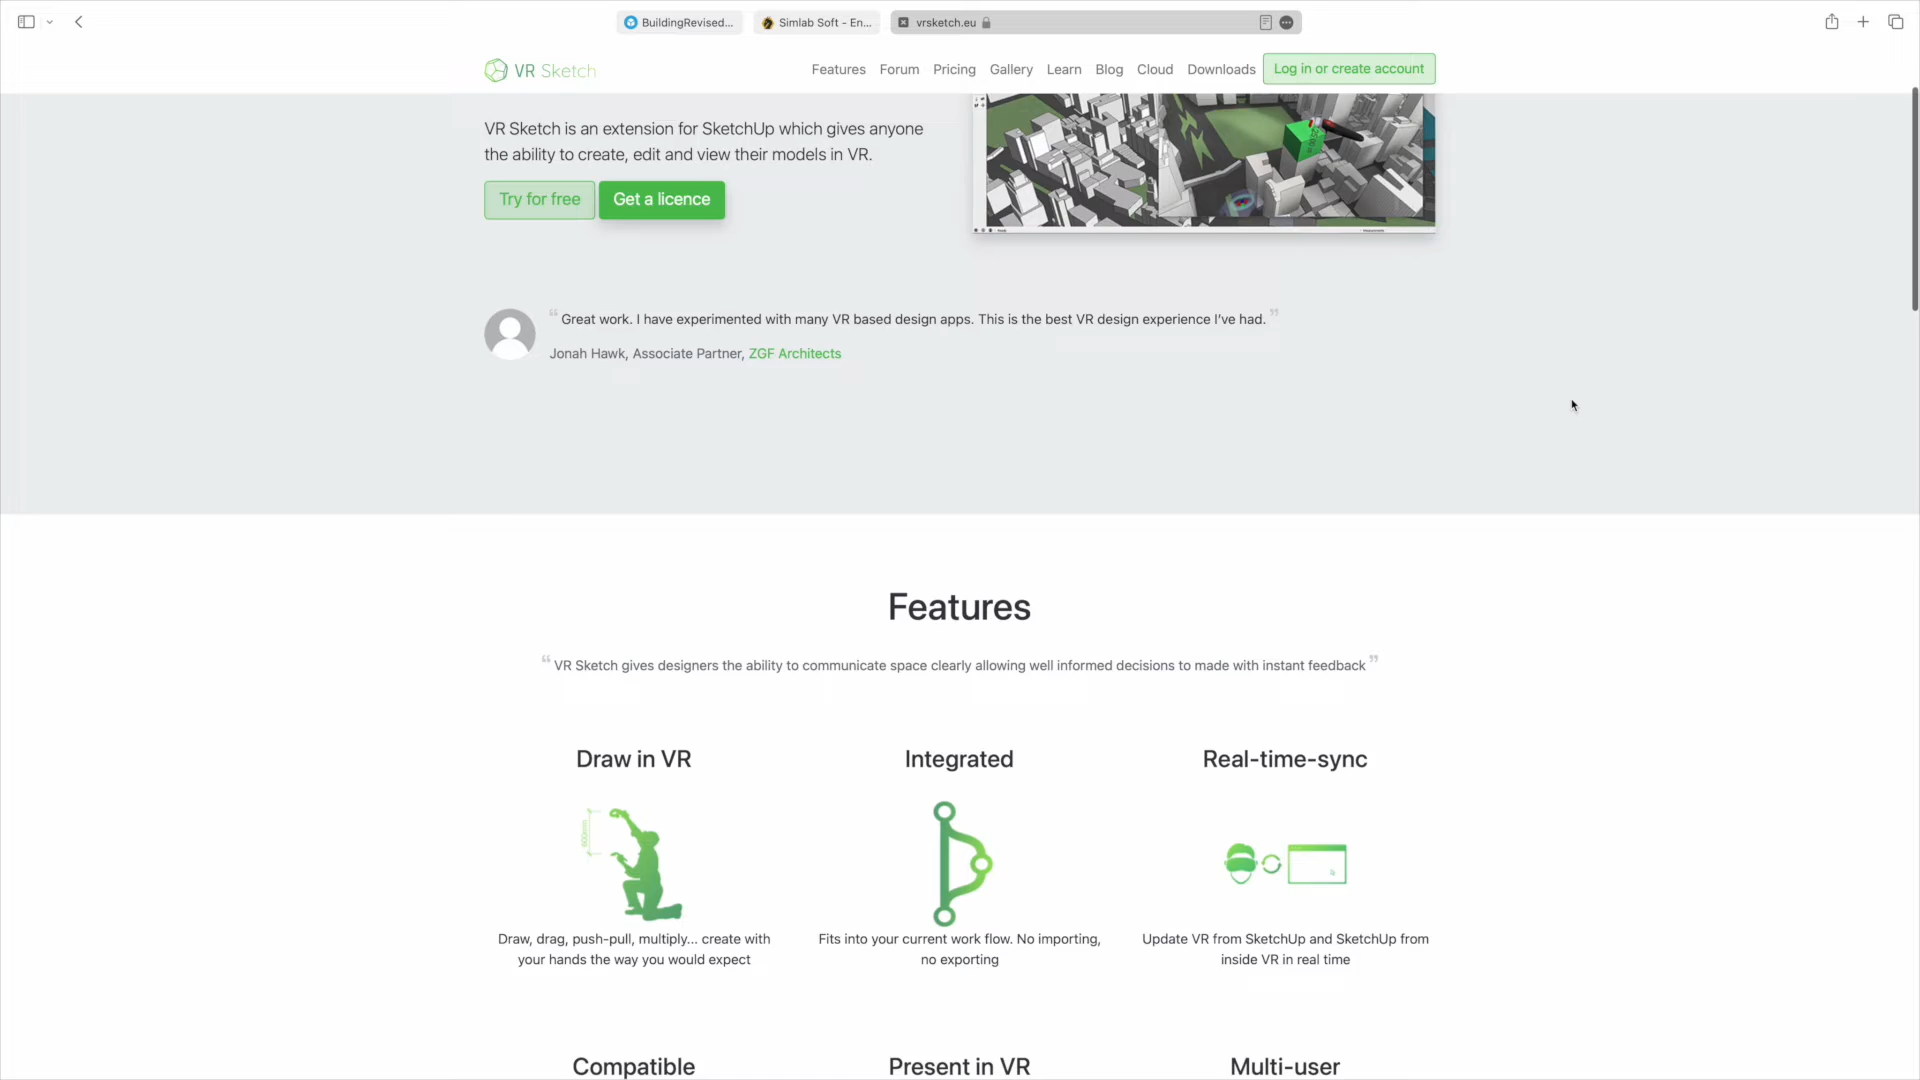 BuildingRevised...
Simlab Soft - En...
vrsketch.eu
VR Sketch
Features
Forum
Pricing
Gallery
Learn
Blog
Cloud
Downloads
Log in or create account
VR Sketch is an extension for SketchUp which gives anyone
the ability to create, edit and view their models in VR.
Try for free
Get a licence
“ Great work. I have experimented with many VR based design apps. This is the best VR design experience I’ve had. ”
Jonah Hawk, Associate Partner, ZGF Architects
Features
“ VR Sketch gives designers the ability to communicate space clearly allowing well informed decisions to made with instant feedback ”
Draw in VR
Integrated
Real-time-sync
Draw, drag, push-pull, multiply... create with
your hands the way you would expect
Fits into your current work flow. No importing,
no exporting
Update VR from SketchUp and SketchUp from
inside VR in real time
Compatible
Present in VR
Multi-user